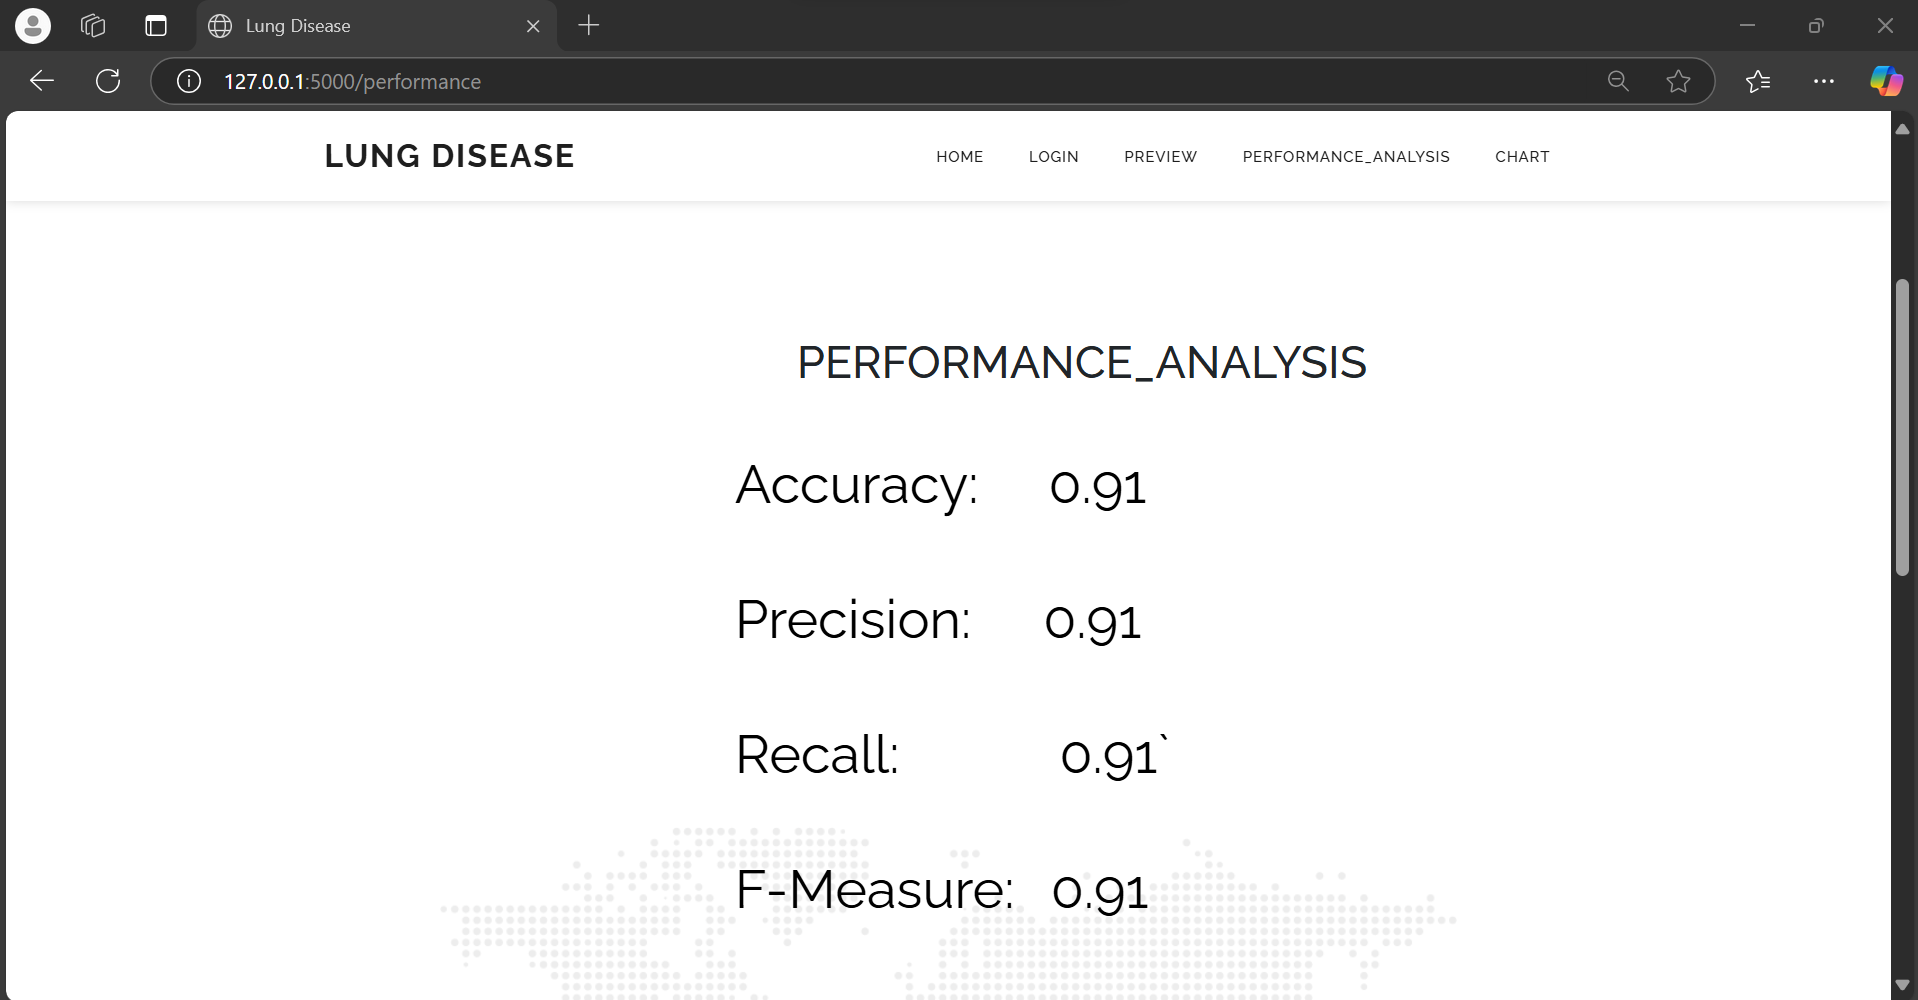 Lung Disease
127.0.0.1:5000/performance
LUNG DISEASE HOME LOGIN PREVIEW PERFORMANCE_ANALYSIS CHART
PERFORMANCE_ANALYSIS
Accuracy: 0.91
Precision: 0.91
Recall: 0.91`
F-Measure: 0.91